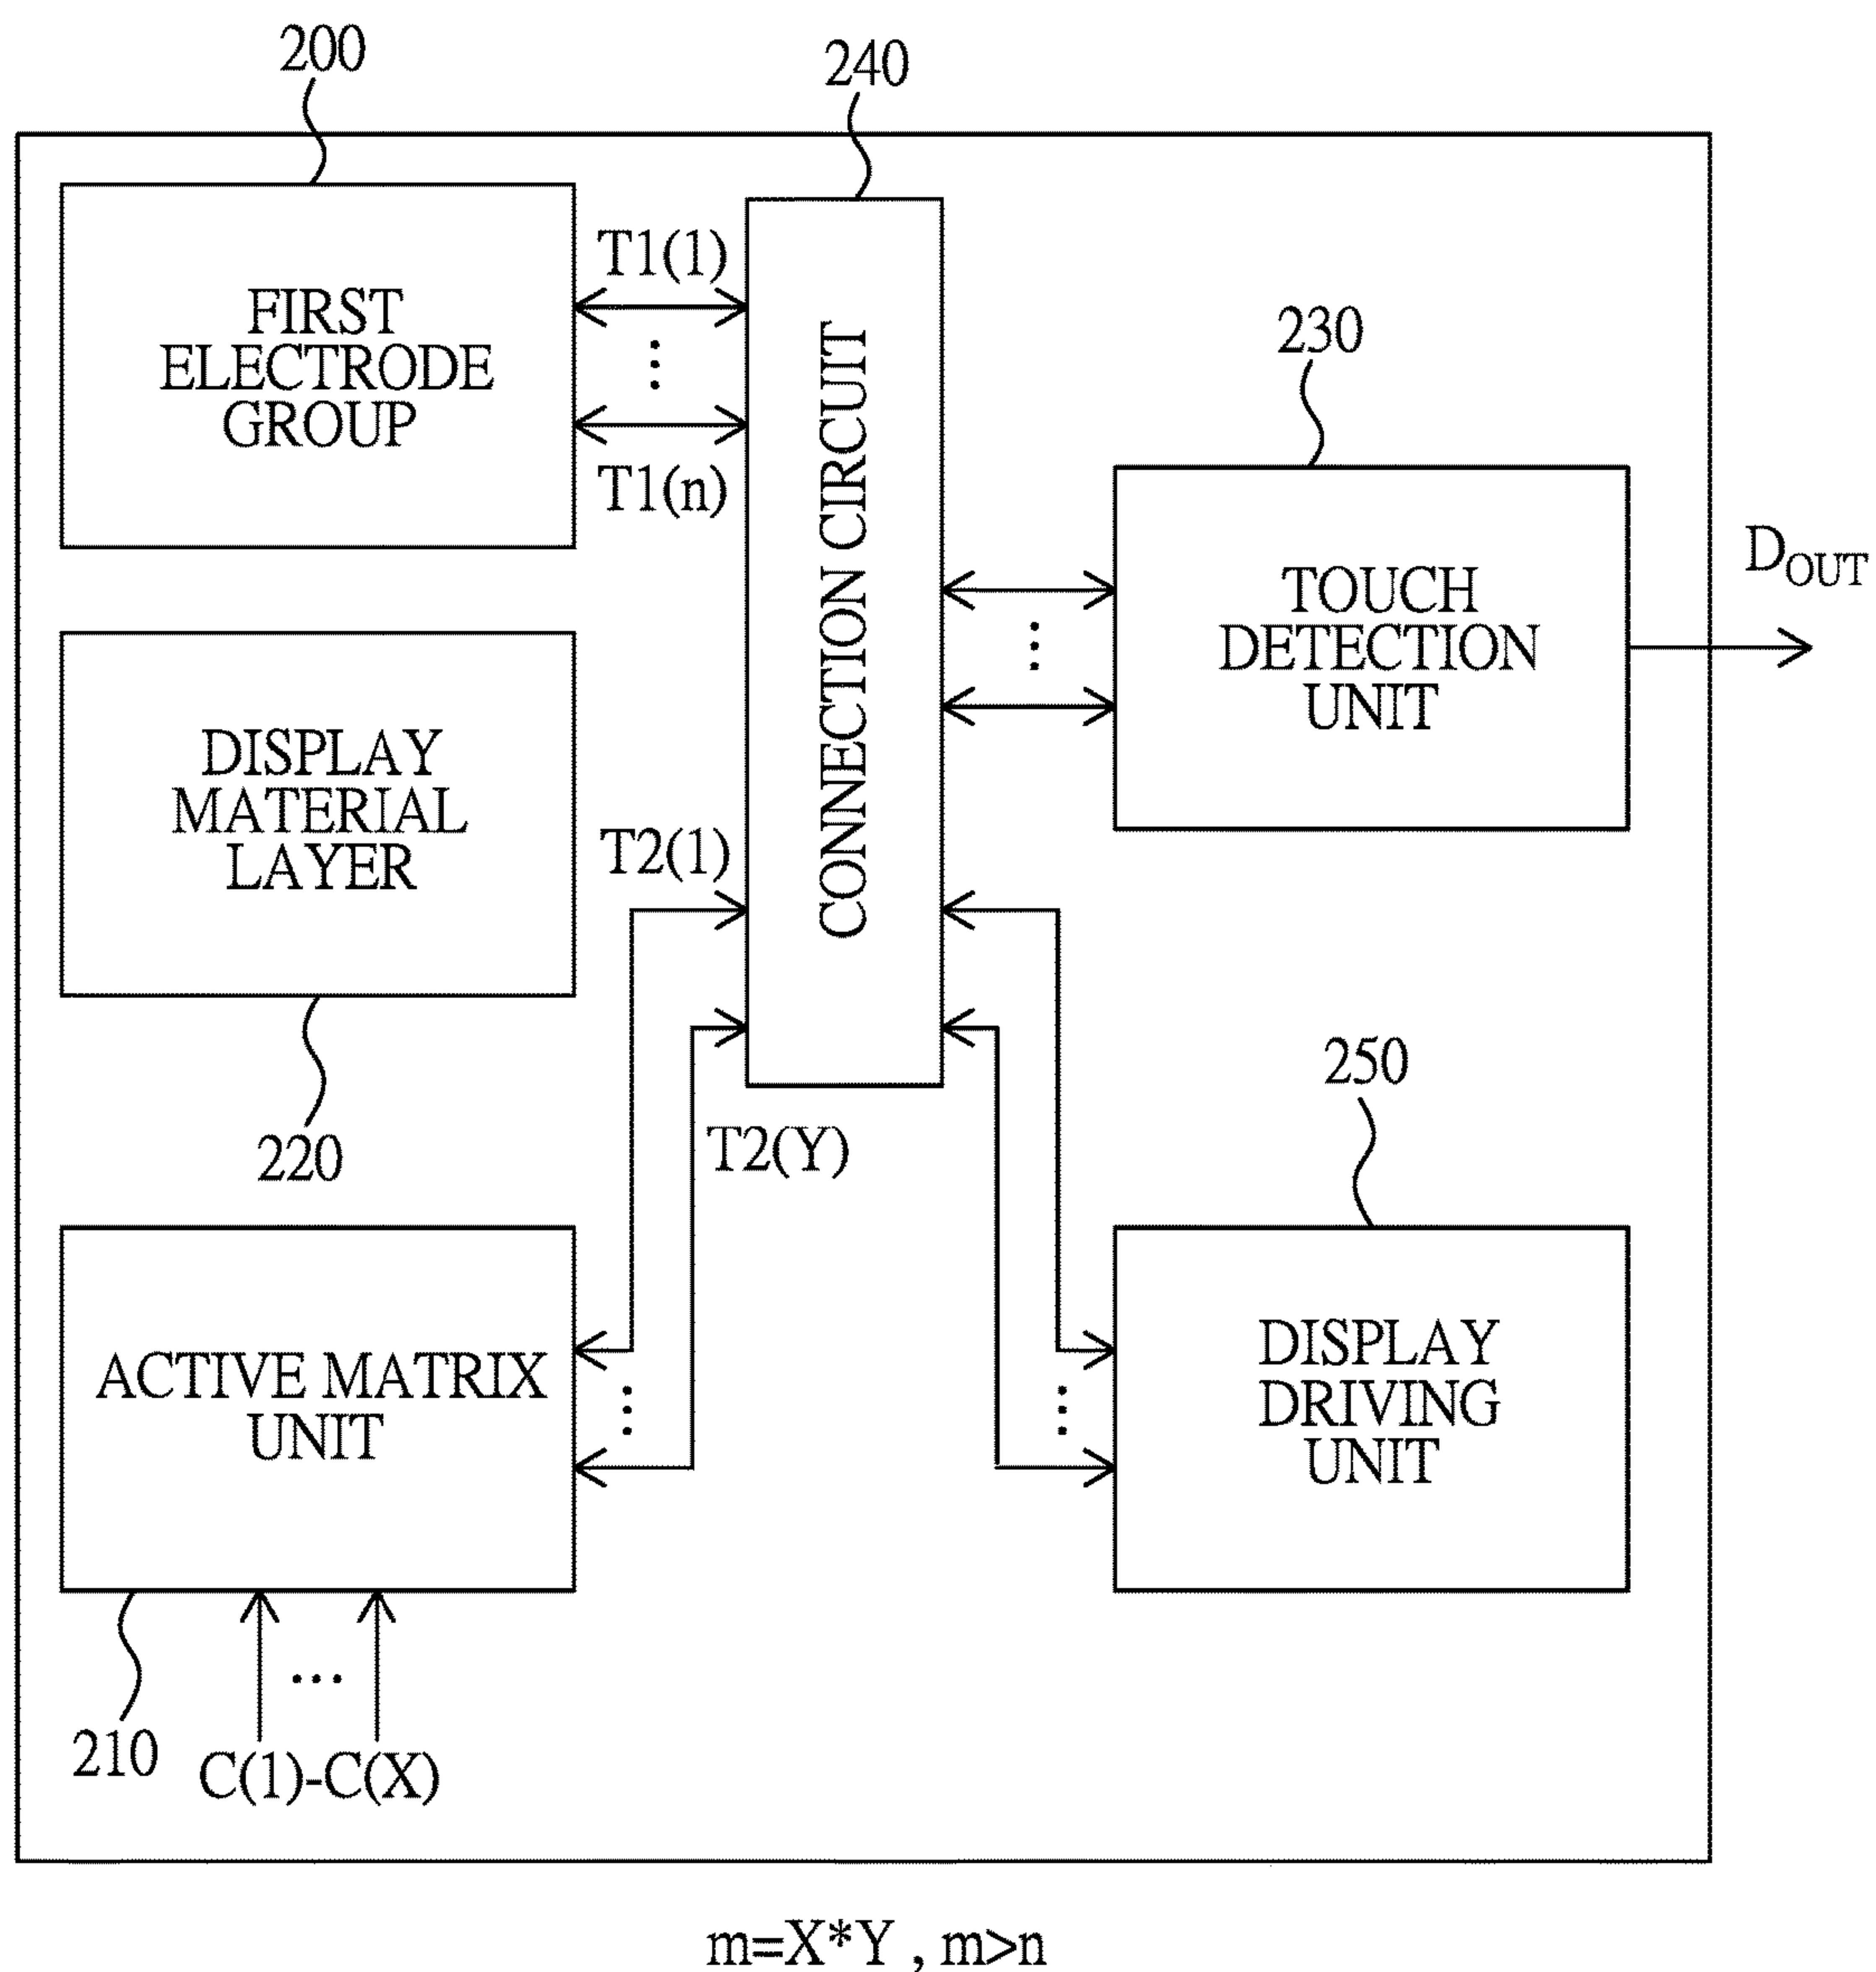 200
240
FIRST
ELECTRODE
GROUP
T1(1)
T1(n)
CONNECTION CIRCUIT
230
TOUCH
DETECTION
UNIT
DOUT
DISPLAY
MATERIAL
LAYER
220
T2(1)
T2(Y)
250
ACTIVE MATRIX
UNIT
DISPLAY
DRIVING
UNIT
210
C(1)-C(X)
m=X*Y , m>n